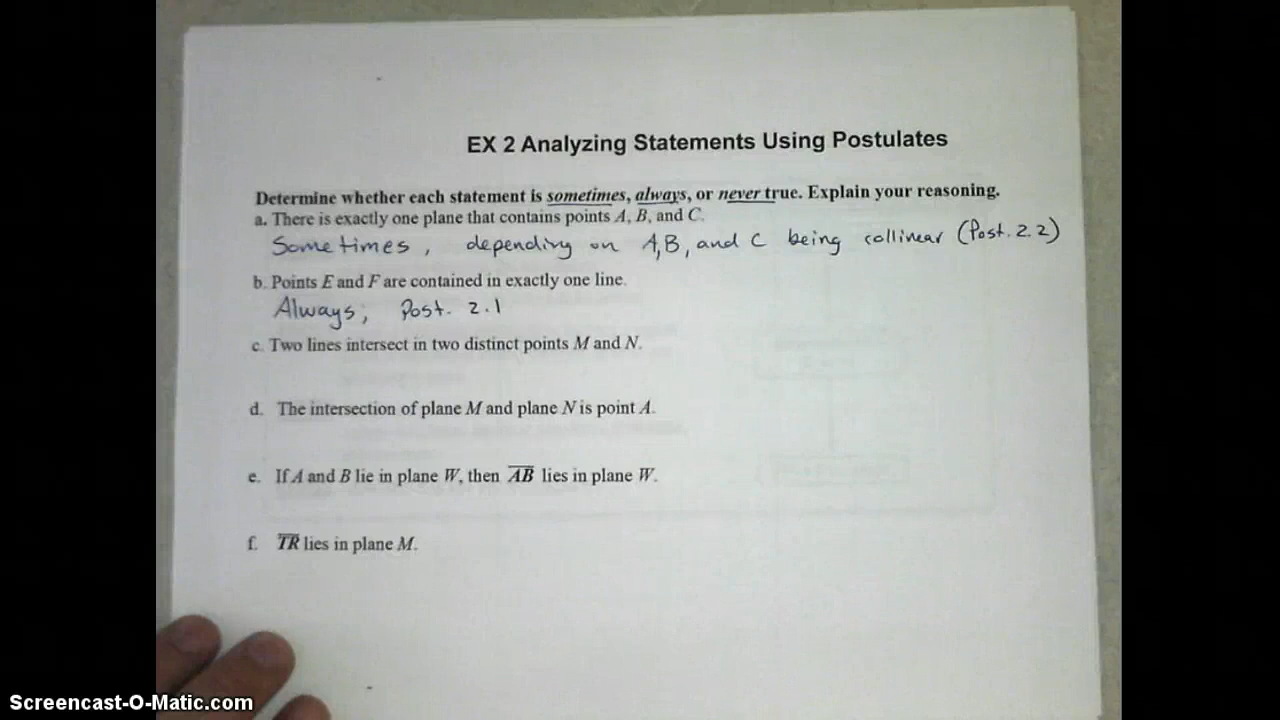 EX 2 Analyzing Statements Using Postulates
Determine whether each statement is sometimes, always, or never true. Explain your reasoning.
a. There is exactly one plane that contains points A, B, and C.
Sometimes, depending on A,B, and C being collinear (Post. 2.2)
b. Points E and F are contained in exactly one line.
Always; Post. 2.1
c. Two lines intersect in two distinct points M and N.
d. The intersection of plane M and plane N is point A.
e. If A and B lie in plane W, then AB lies in plane W.
f. TR lies in plane M.
Screencast-O-Matic.com